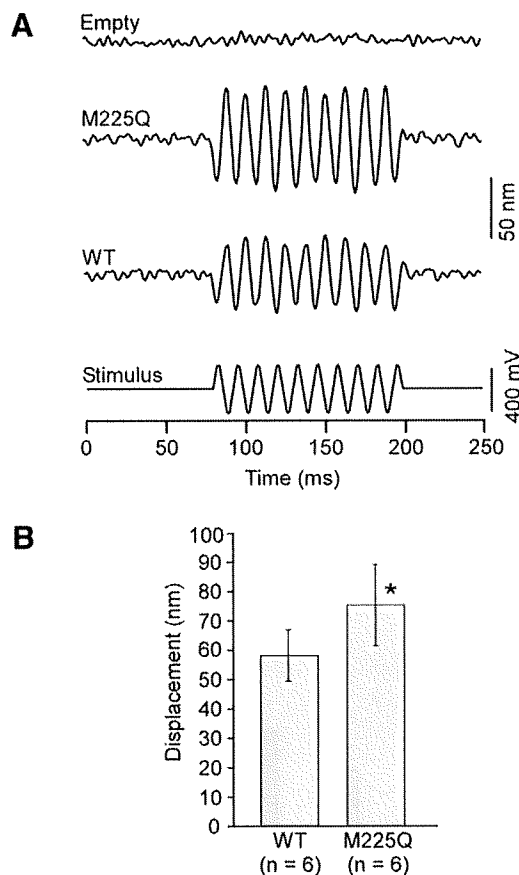 A
Empty
M225Q
50 nm
WT
Stimulus
400 mV
0 50 100 150 200 250
Time (ms)
B
100
90
80
70
60
50
40
30
20
10
0
Displacement (nm)
*
WT M225Q
(n = 6) (n = 6)